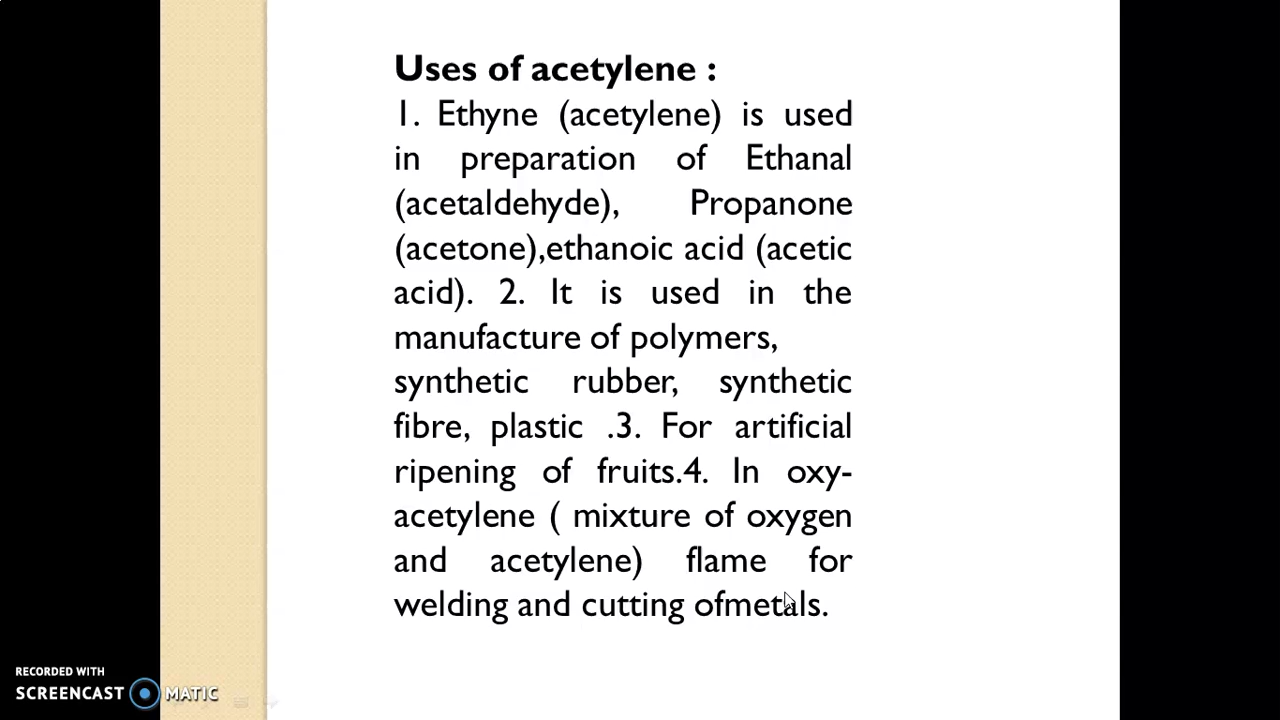 Uses of acetylene :
1. Ethyne (acetylene) is used
in preparation of Ethanal
(acetaldehyde), Propanone
(acetone),ethanoic acid (acetic
acid). 2. It is used in the
manufacture of polymers,
synthetic rubber, synthetic
fibre, plastic .3. For artificial
ripening of fruits.4. In oxy-
acetylene ( mixture of oxygen
and acetylene) flame for
welding and cutting ofmetals.
RECORDED WITH
SCREENCAST MATIC